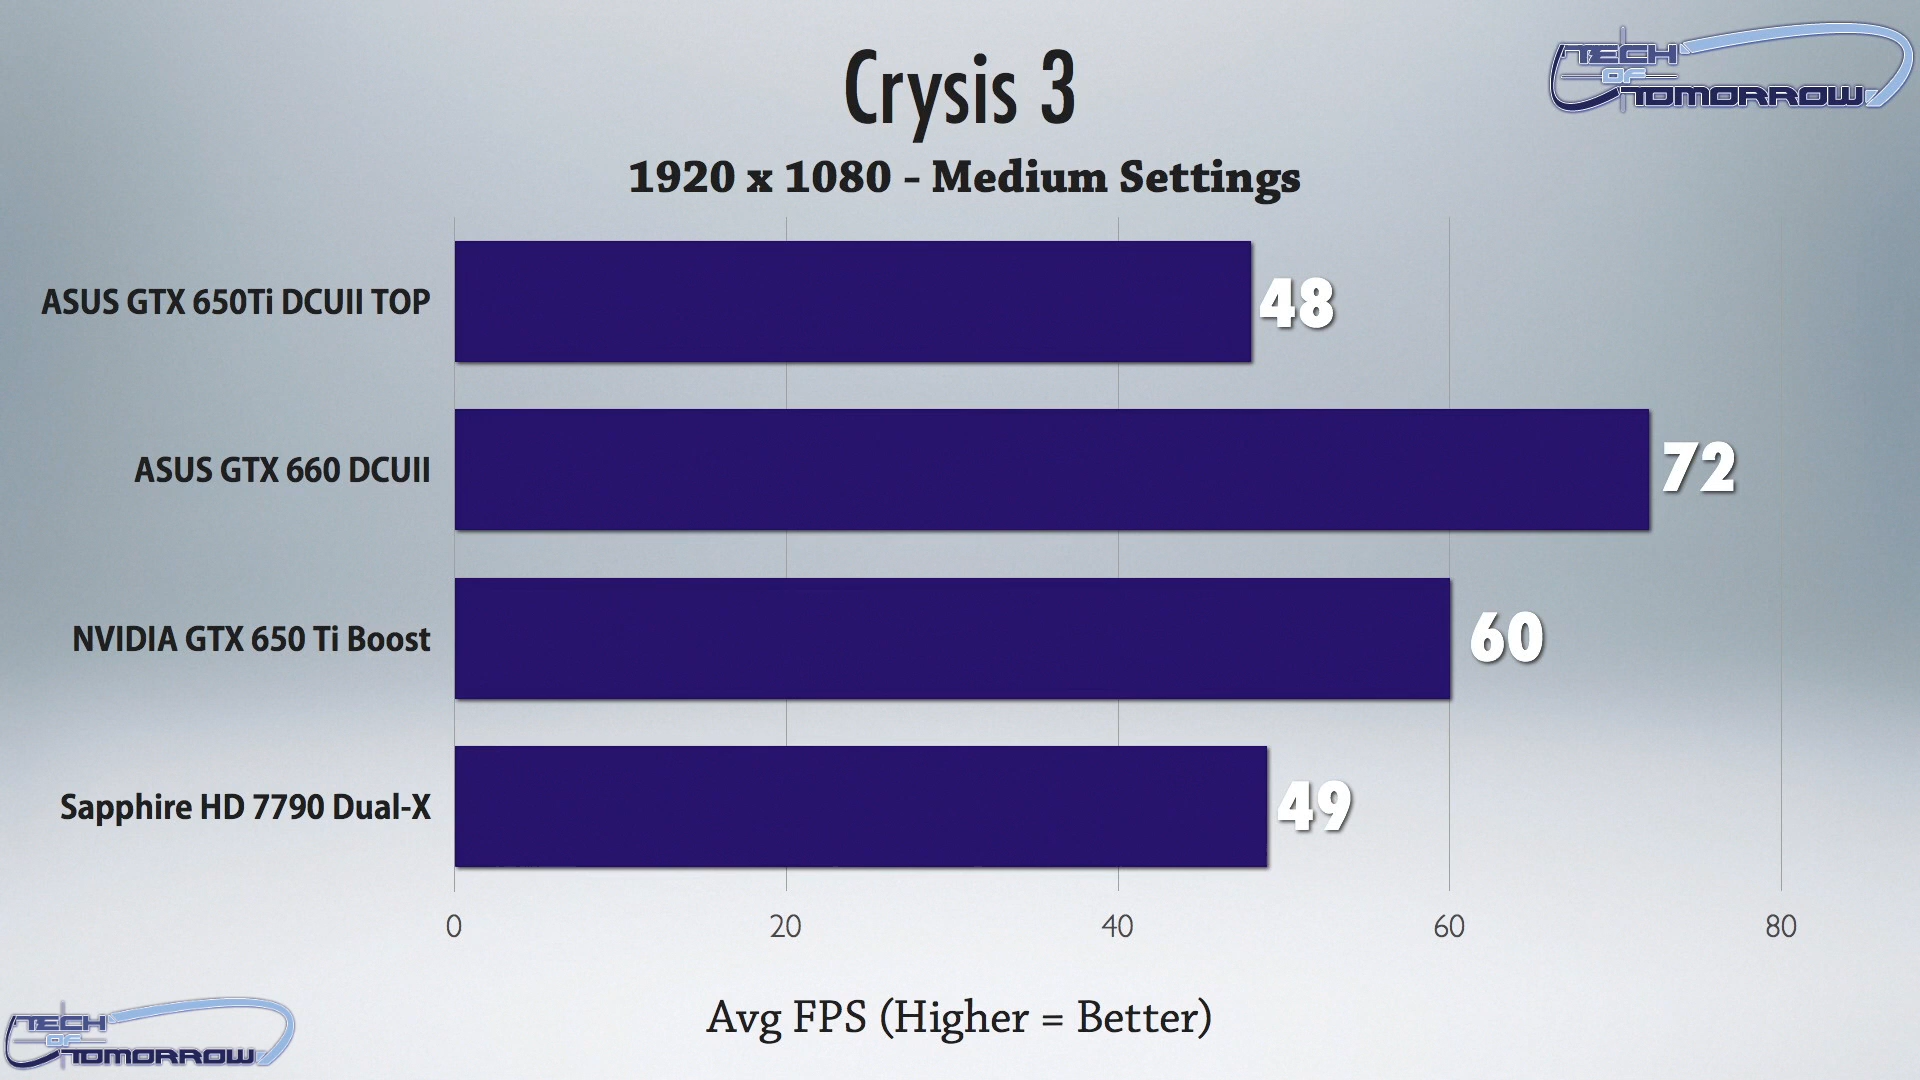 Crysis 3
TECH
OF
TOMORROW
1920 x 1080 - Medium Settings
ASUS GTX 650Ti DCUII TOP
48
ASUS GTX 660 DCUII
72
NVIDIA GTX 650 Ti Boost
60
Sapphire HD 7790 Dual-X
49
0 20 40 60 80
Avg FPS (Higher = Better)
TECH
OF
TOMORROW